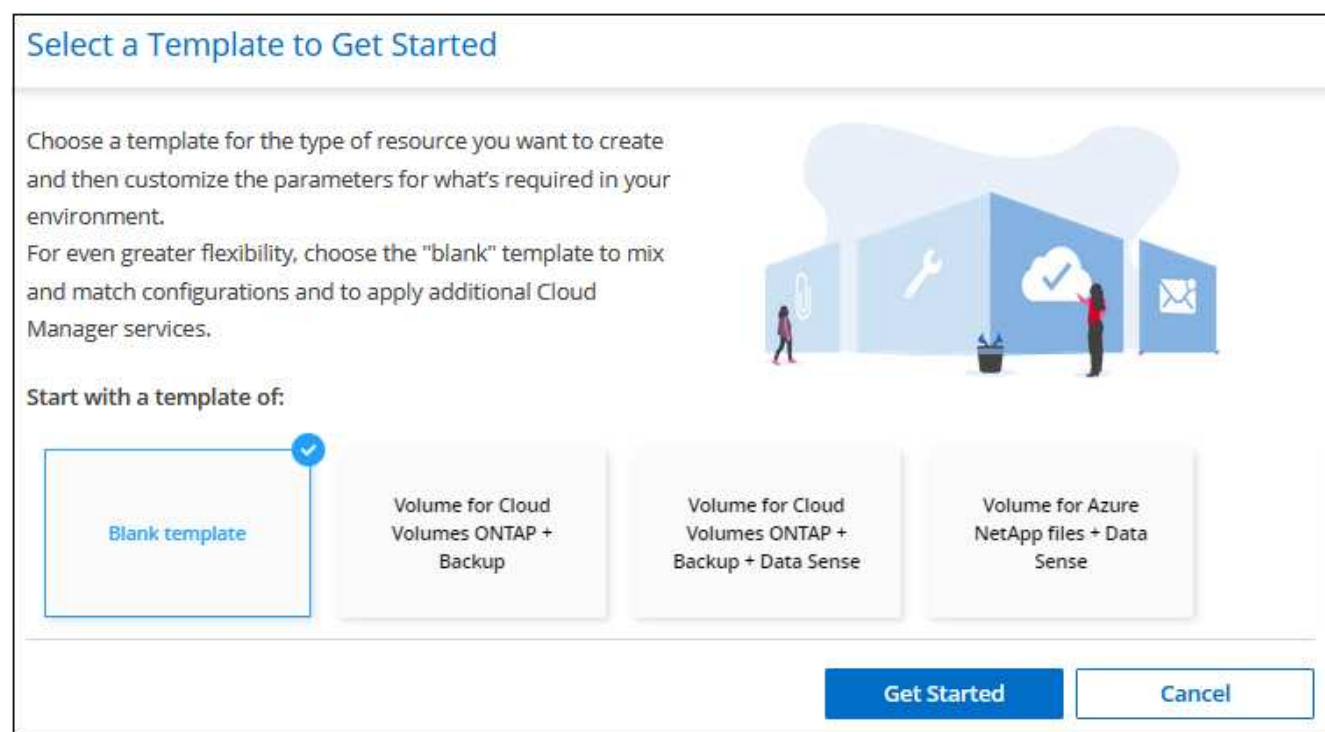 Select a Template to Get Started
Choose a template for the type of resource you want to create
and then customize the parameters for what's required in your
environment.
For even greater flexibility, choose the "blank" template to mix
and match configurations and to apply additional Cloud
Manager services.
Start with a template of:
Blank template
Volume for Cloud
Volumes ONTAP +
Backup
Volume for Cloud
Volumes ONTAP +
Backup + Data Sense
Volume for Azure
NetApp files + Data
Sense
Get Started
Cancel